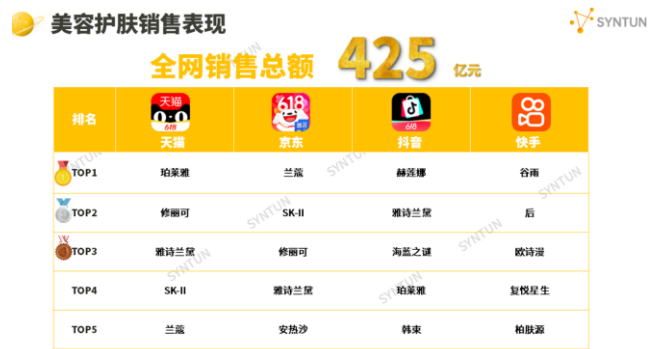 美容护肤销售表现
SYNTUN
全网销售总额 425 亿元
排名 天猫 京东 抖音 快手
TOP1 珀莱雅 兰蔻 赫莲娜 谷雨
TOP2 修丽可 SK-II 雅诗兰黛 后
TOP3 雅诗兰黛 修丽可 海蓝之谜 欧诗漫
TOP4 SK-II 雅诗兰黛 珀莱雅 复悦星生
TOP5 兰蔻 安热沙 韩束 柏肤源